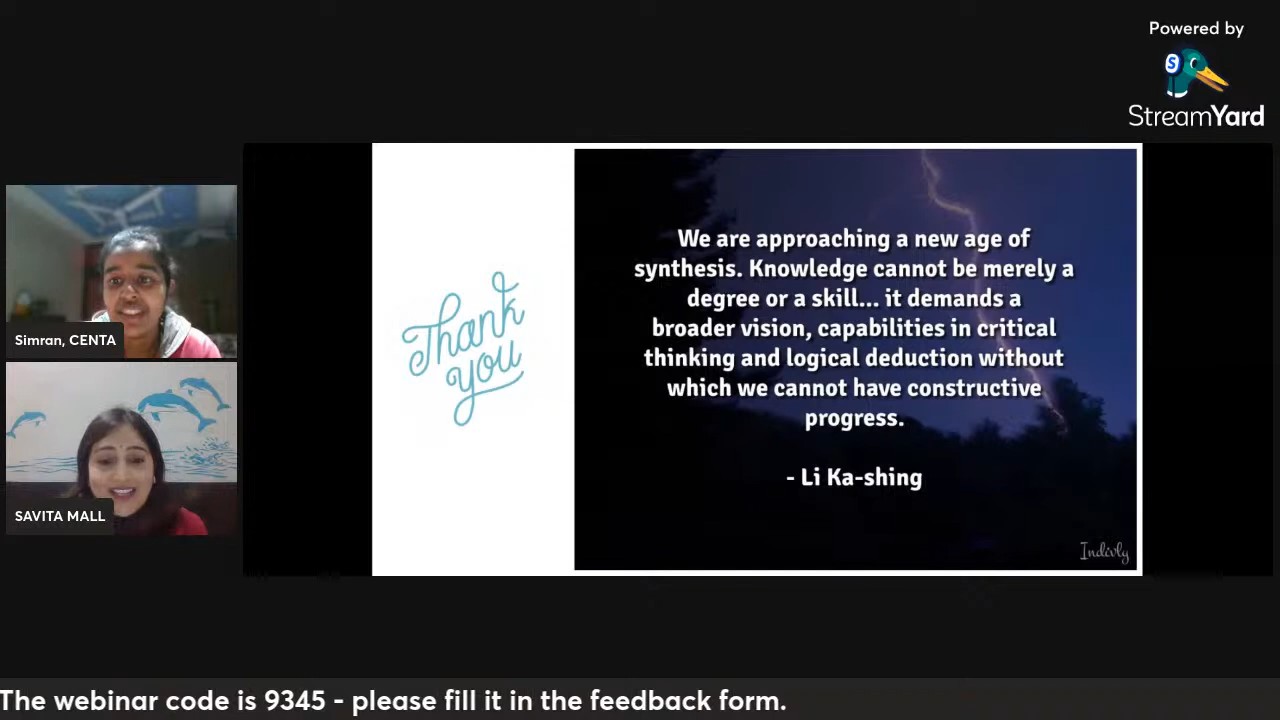 Powered by
StreamYard
Simran, CENTA
SAVITA MALL
Thank
you
We are approaching a new age of
synthesis. Knowledge cannot be merely a
degree or a skill... it demands a
broader vision, capabilities in critical
thinking and logical deduction without
which we cannot have constructive
progress.
- Li Ka-shing
Indivly
The webinar code is 9345 - please fill it in the feedback form.